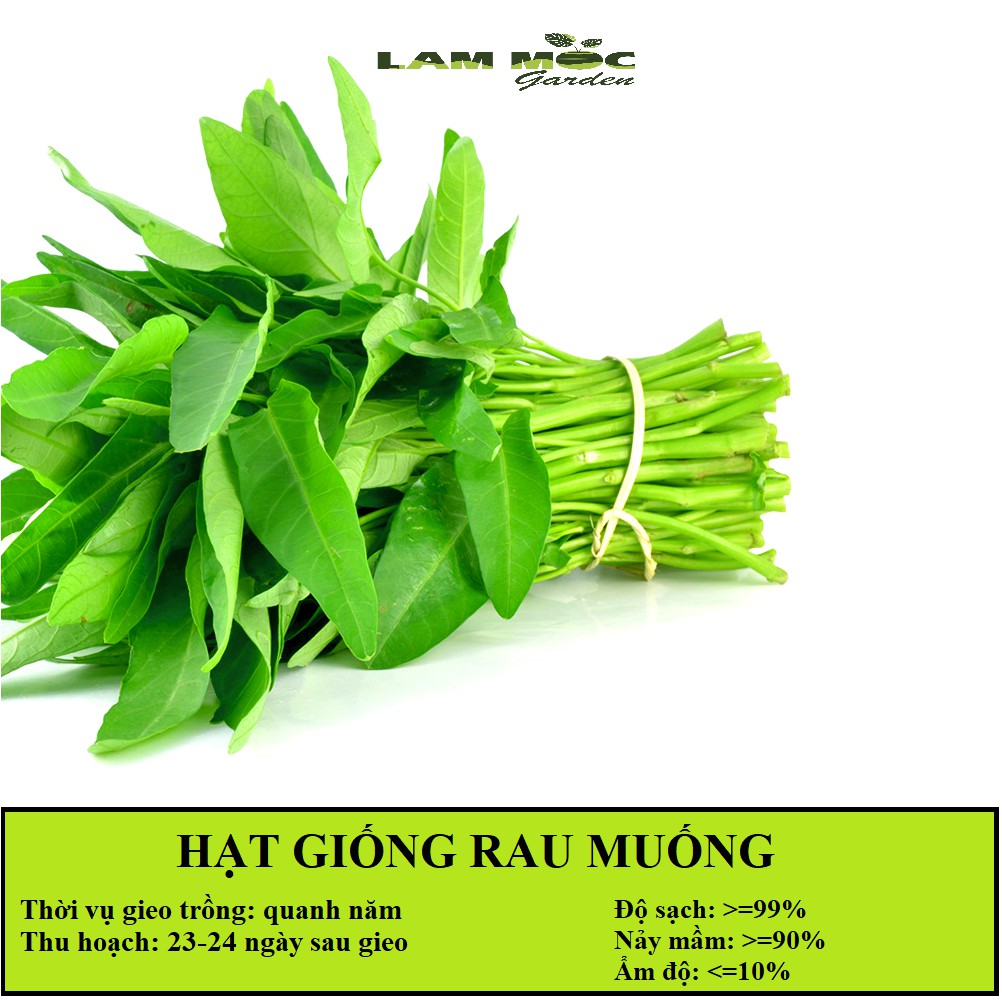 LAM MỘC
Garden
HẠT GIỐNG RAU MUỐNG
Thời vụ gieo trồng: quanh năm
Thu hoạch: 23-24 ngày sau gieo
Độ sạch: >=99%
Nảy mầm: >=90%
Ẩm độ: <=10%